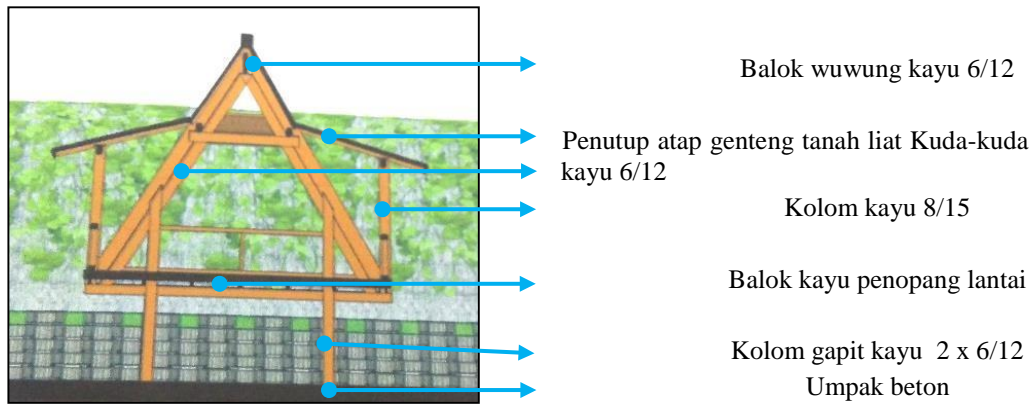 Balok wuwung kayu 6/12
Penutup atap genteng tanah liat Kuda-kuda
kayu 6/12
Kolom kayu 8/15
Balok kayu penopang lantai
Kolom gapit kayu 2 x 6/12
Umpak beton